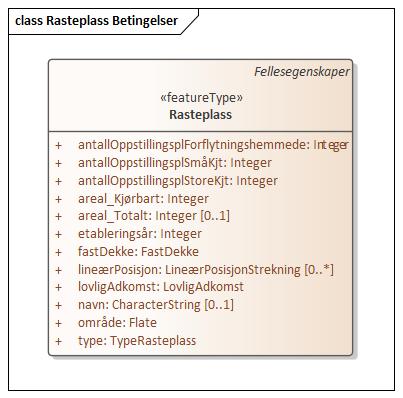 class Rasteplass Betingelser
Fellesegenskaper
«featureType»
Rasteplass
+ antallOppstillingsplForflytningshemmede: Integer
+ antallOppstillingsplSmåKjt: Integer
+ antallOppstillingsplStoreKjt: Integer
+ areal_Kjørbart: Integer
+ areal_Totalt: Integer [0..1]
+ etableringsår: Integer
+ fastDekke: FastDekke
+ lineærPosisjon: LineærPosisjonStrekning [0..*]
+ lovligAdkomst: LovligAdkomst
+ navn: CharacterString [0..1]
+ område: Flate
+ type: TypeRasteplass